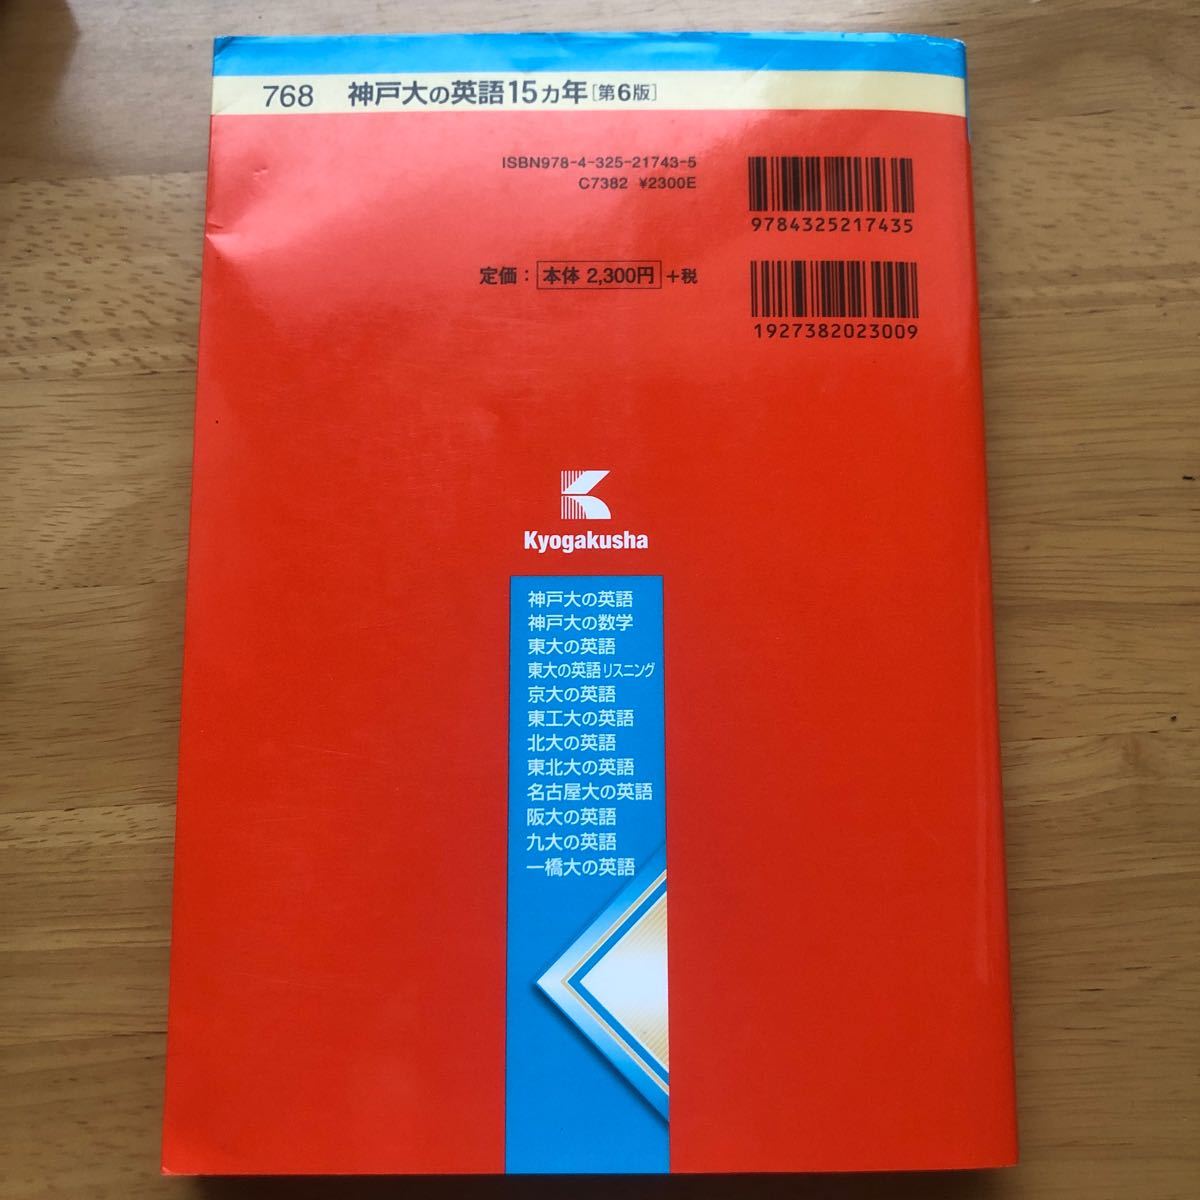 768 神戸大の英語15カ年[第6版]
ISBN978-4-325-21743-5
C7382 ¥2300E
9784325217435
定価：本体 2,300円＋税
1927382023009
Kyogakusha
神戸大の英語
神戸大の数学
東大の英語
東大の英語リスニング
京大の英語
東工大の英語
北大の英語
東北大の英語
名古屋大の英語
阪大の英語
九大の英語
一橋大の英語